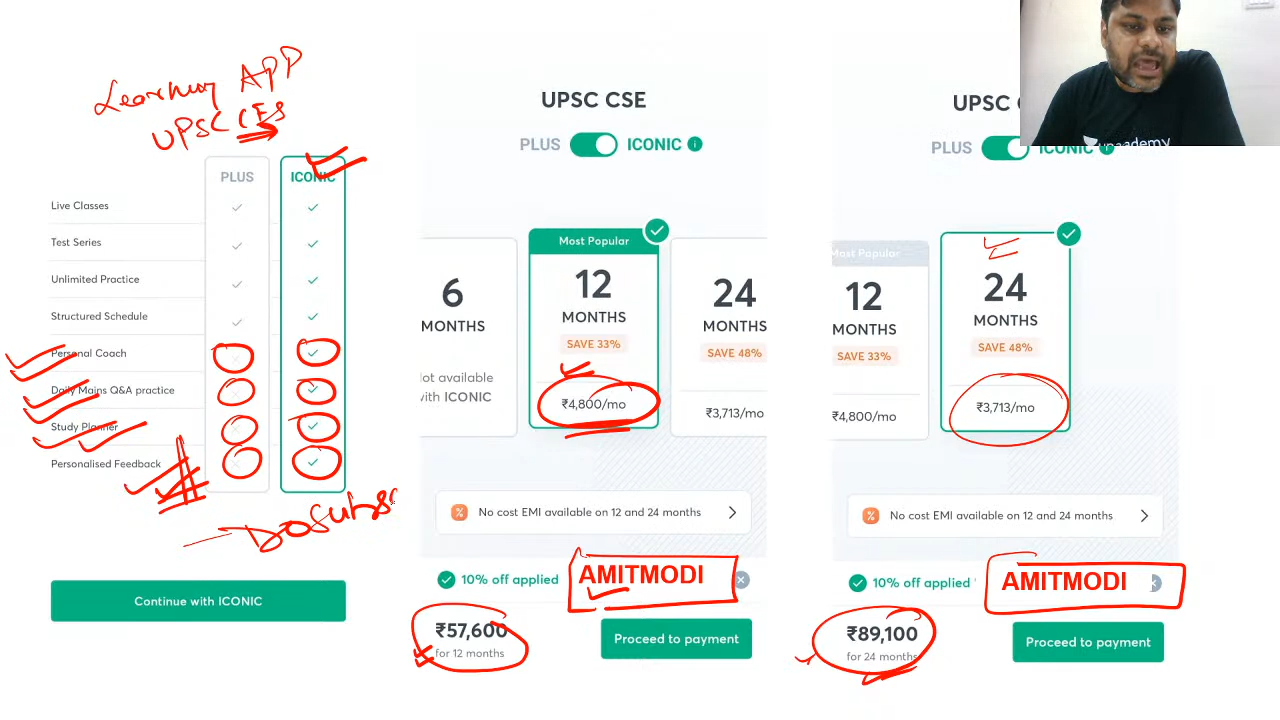 Learning APP
UPSC CES
PLUS
ICONIC
Live Classes
Test Series
Unlimited Practice
Structured Schedule
Personal Coach
Daily Mains Q&A practice
Study Planner
Personalised Feedback
Continue with ICONIC
UPSC CSE
PLUS
ICONIC
i
6
MONTHS
with ICONIC
Most Popular
12
MONTHS
SAVE 33%
₹4,800/mo
24
MONTHS
SAVE 48%
₹3,713/mo
No cost EMI available on 12 and 24 months
10% off applied
AMITMODI
₹57,600
for 12 months
Proceed to payment
UPSC
PLUS
ICONIC
Most Popular
12
MONTHS
SAVE 33%
₹4,800/mo
24
MONTHS
SAVE 48%
₹3,713/mo
No cost EMI available on 12 and 24 months
10% off applied
AMITMODI
₹89,100
for 24 months
Proceed to payment